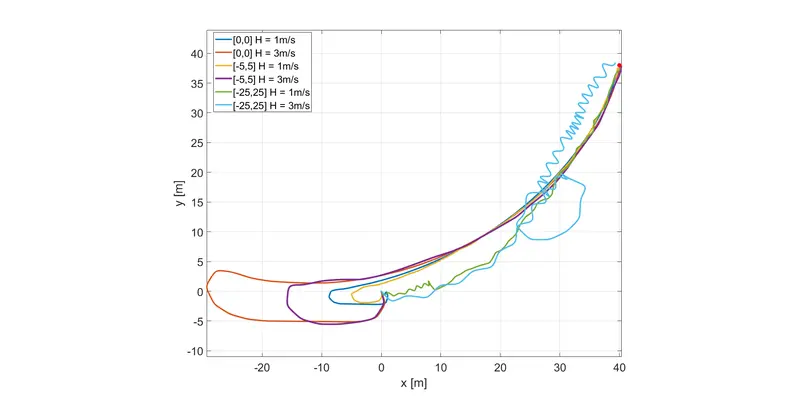 [0,0] H = 1m/s
[0,0] H = 3m/s
[-5,5] H = 1m/s
[-5,5] H = 3m/s
[-25,25] H = 1m/s
[-25,25] H = 3m/s
40
35
30
25
20
15
10
5
0
-5
-10
y [m]
-20
-10
0
10
20
30
40
x [m]